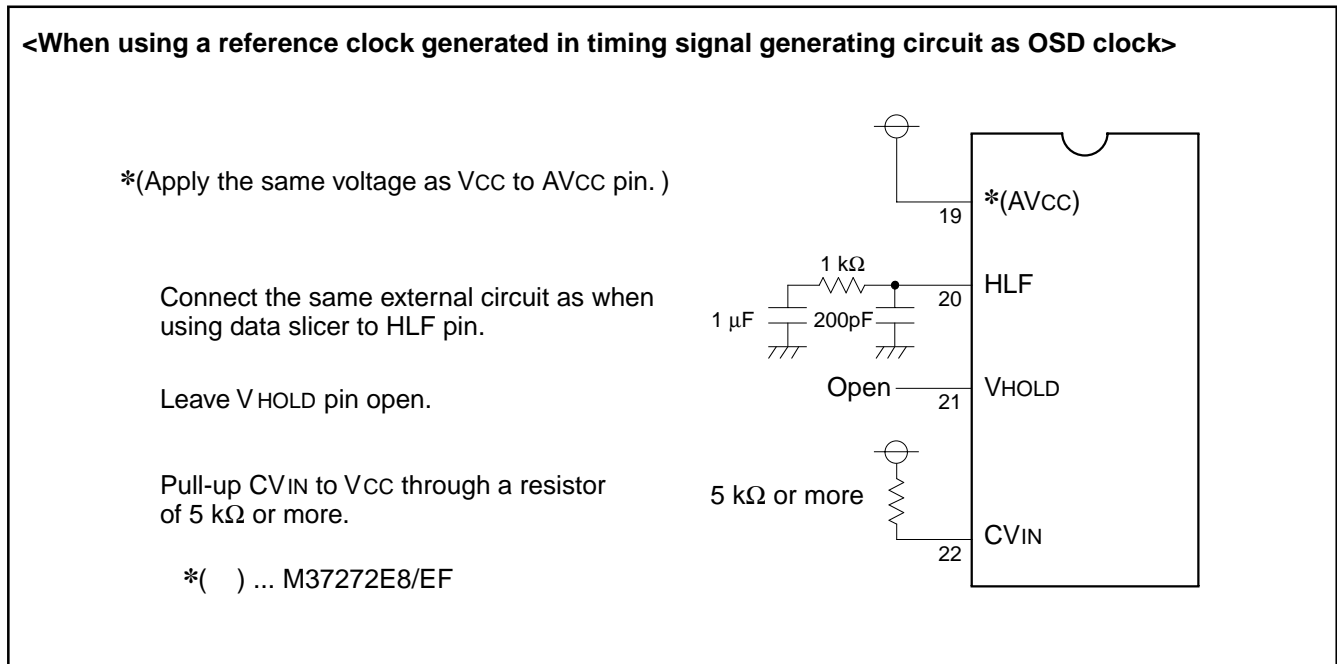 <When using a reference clock generated in timing signal generating circuit as OSD clock>
*(Apply the same voltage as VCC to AVCC pin. )
19
*(AVCC)
Connect the same external circuit as when
using data slicer to HLF pin.
1 kΩ
20
HLF
1 μF
200pF
Leave VHOLD pin open.
Open
21
VHOLD
Pull-up CVIN to VCC through a resistor
of 5 kΩ or more.
5 kΩ or more
22
CVIN
*( ) ... M37272E8/EF